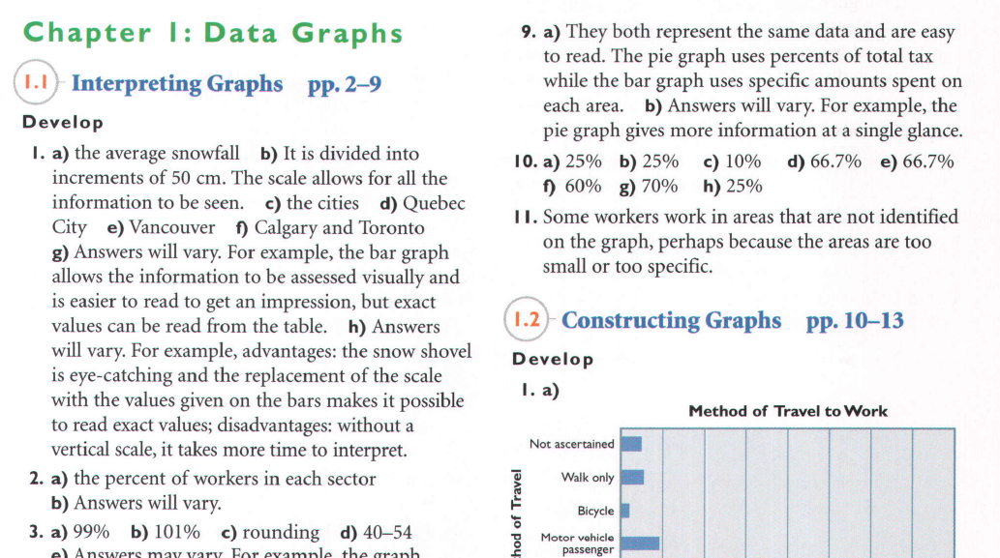 Chapter 1: Data Graphs
1.1 Interpreting Graphs pp. 2–9
Develop
1. a) the average snowfall b) It is divided into
increments of 50 cm. The scale allows for all the
information to be seen. c) the cities d) Quebec
City e) Vancouver f) Calgary and Toronto
g) Answers will vary. For example, the bar graph
allows the information to be assessed visually and
is easier to read to get an impression, but exact
values can be read from the table. h) Answers
will vary. For example, advantages: the snow shovel
is eye-catching and the replacement of the scale
with the values given on the bars makes it possible
to read exact values; disadvantages: without a
vertical scale, it takes more time to interpret.
2. a) the percent of workers in each sector
b) Answers will vary.
3. a) 99% b) 101% c) rounding d) 40–54
e) Answers may vary. For example, the graph
9. a) They both represent the same data and are easy
to read. The pie graph uses percents of total tax
while the bar graph uses specific amounts spent on
each area. b) Answers will vary. For example, the
pie graph gives more information at a single glance.
10. a) 25% b) 25% c) 10% d) 66.7% e) 66.7%
f) 60% g) 70% h) 25%
11. Some workers work in areas that are not identified
on the graph, perhaps because the areas are too
small or too specific.
1.2 Constructing Graphs pp. 10–13
Develop
1. a)
Method of Travel to Work
Not ascertained
Walk only
Bicycle
Motor vehicle
passenger
hod of Travel